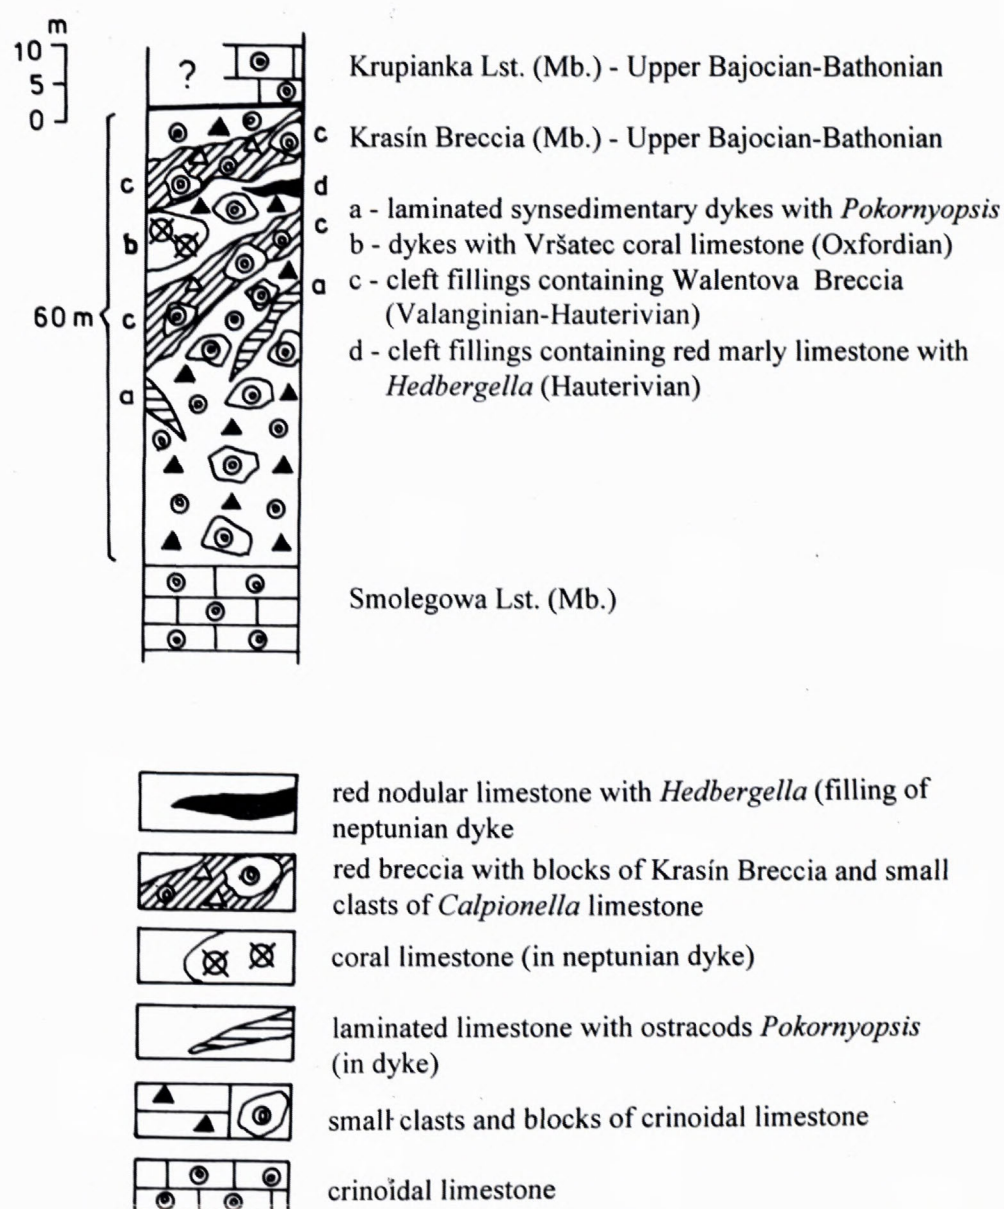 m
10
5
0
?
Krupianka Lst. (Mb.) - Upper Bajocian-Bathonian
c
Krasín Breccia (Mb.) - Upper Bajocian-Bathonian
c
d
a - laminated synsedimentary dykes with Pokornyopsis
c
b
b - dykes with Vršatec coral limestone (Oxfordian)
a
c - cleft fillings containing Walentova Breccia
60 m
c
(Valanginian-Hauterivian)
d - cleft fillings containing red marly limestone with
a
Hedbergella (Hauterivian)
Smolegowa Lst. (Mb.)
red nodular limestone with Hedbergella (filling of
neptunian dyke
red breccia with blocks of Krasín Breccia and small
clasts of Calpionella limestone
coral limestone (in neptunian dyke)
laminated limestone with ostracods Pokornyopsis
(in dyke)
small clasts and blocks of crinoidal limestone
crinoidal limestone